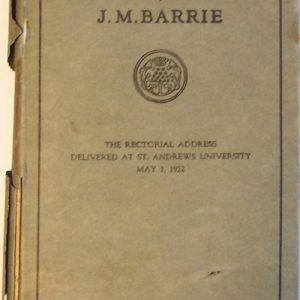 J. M. BARRIE
THE RECTORIAL ADDRESS
DELIVERED AT ST. ANDREWS UNIVERSITY
MAY 3, 1922